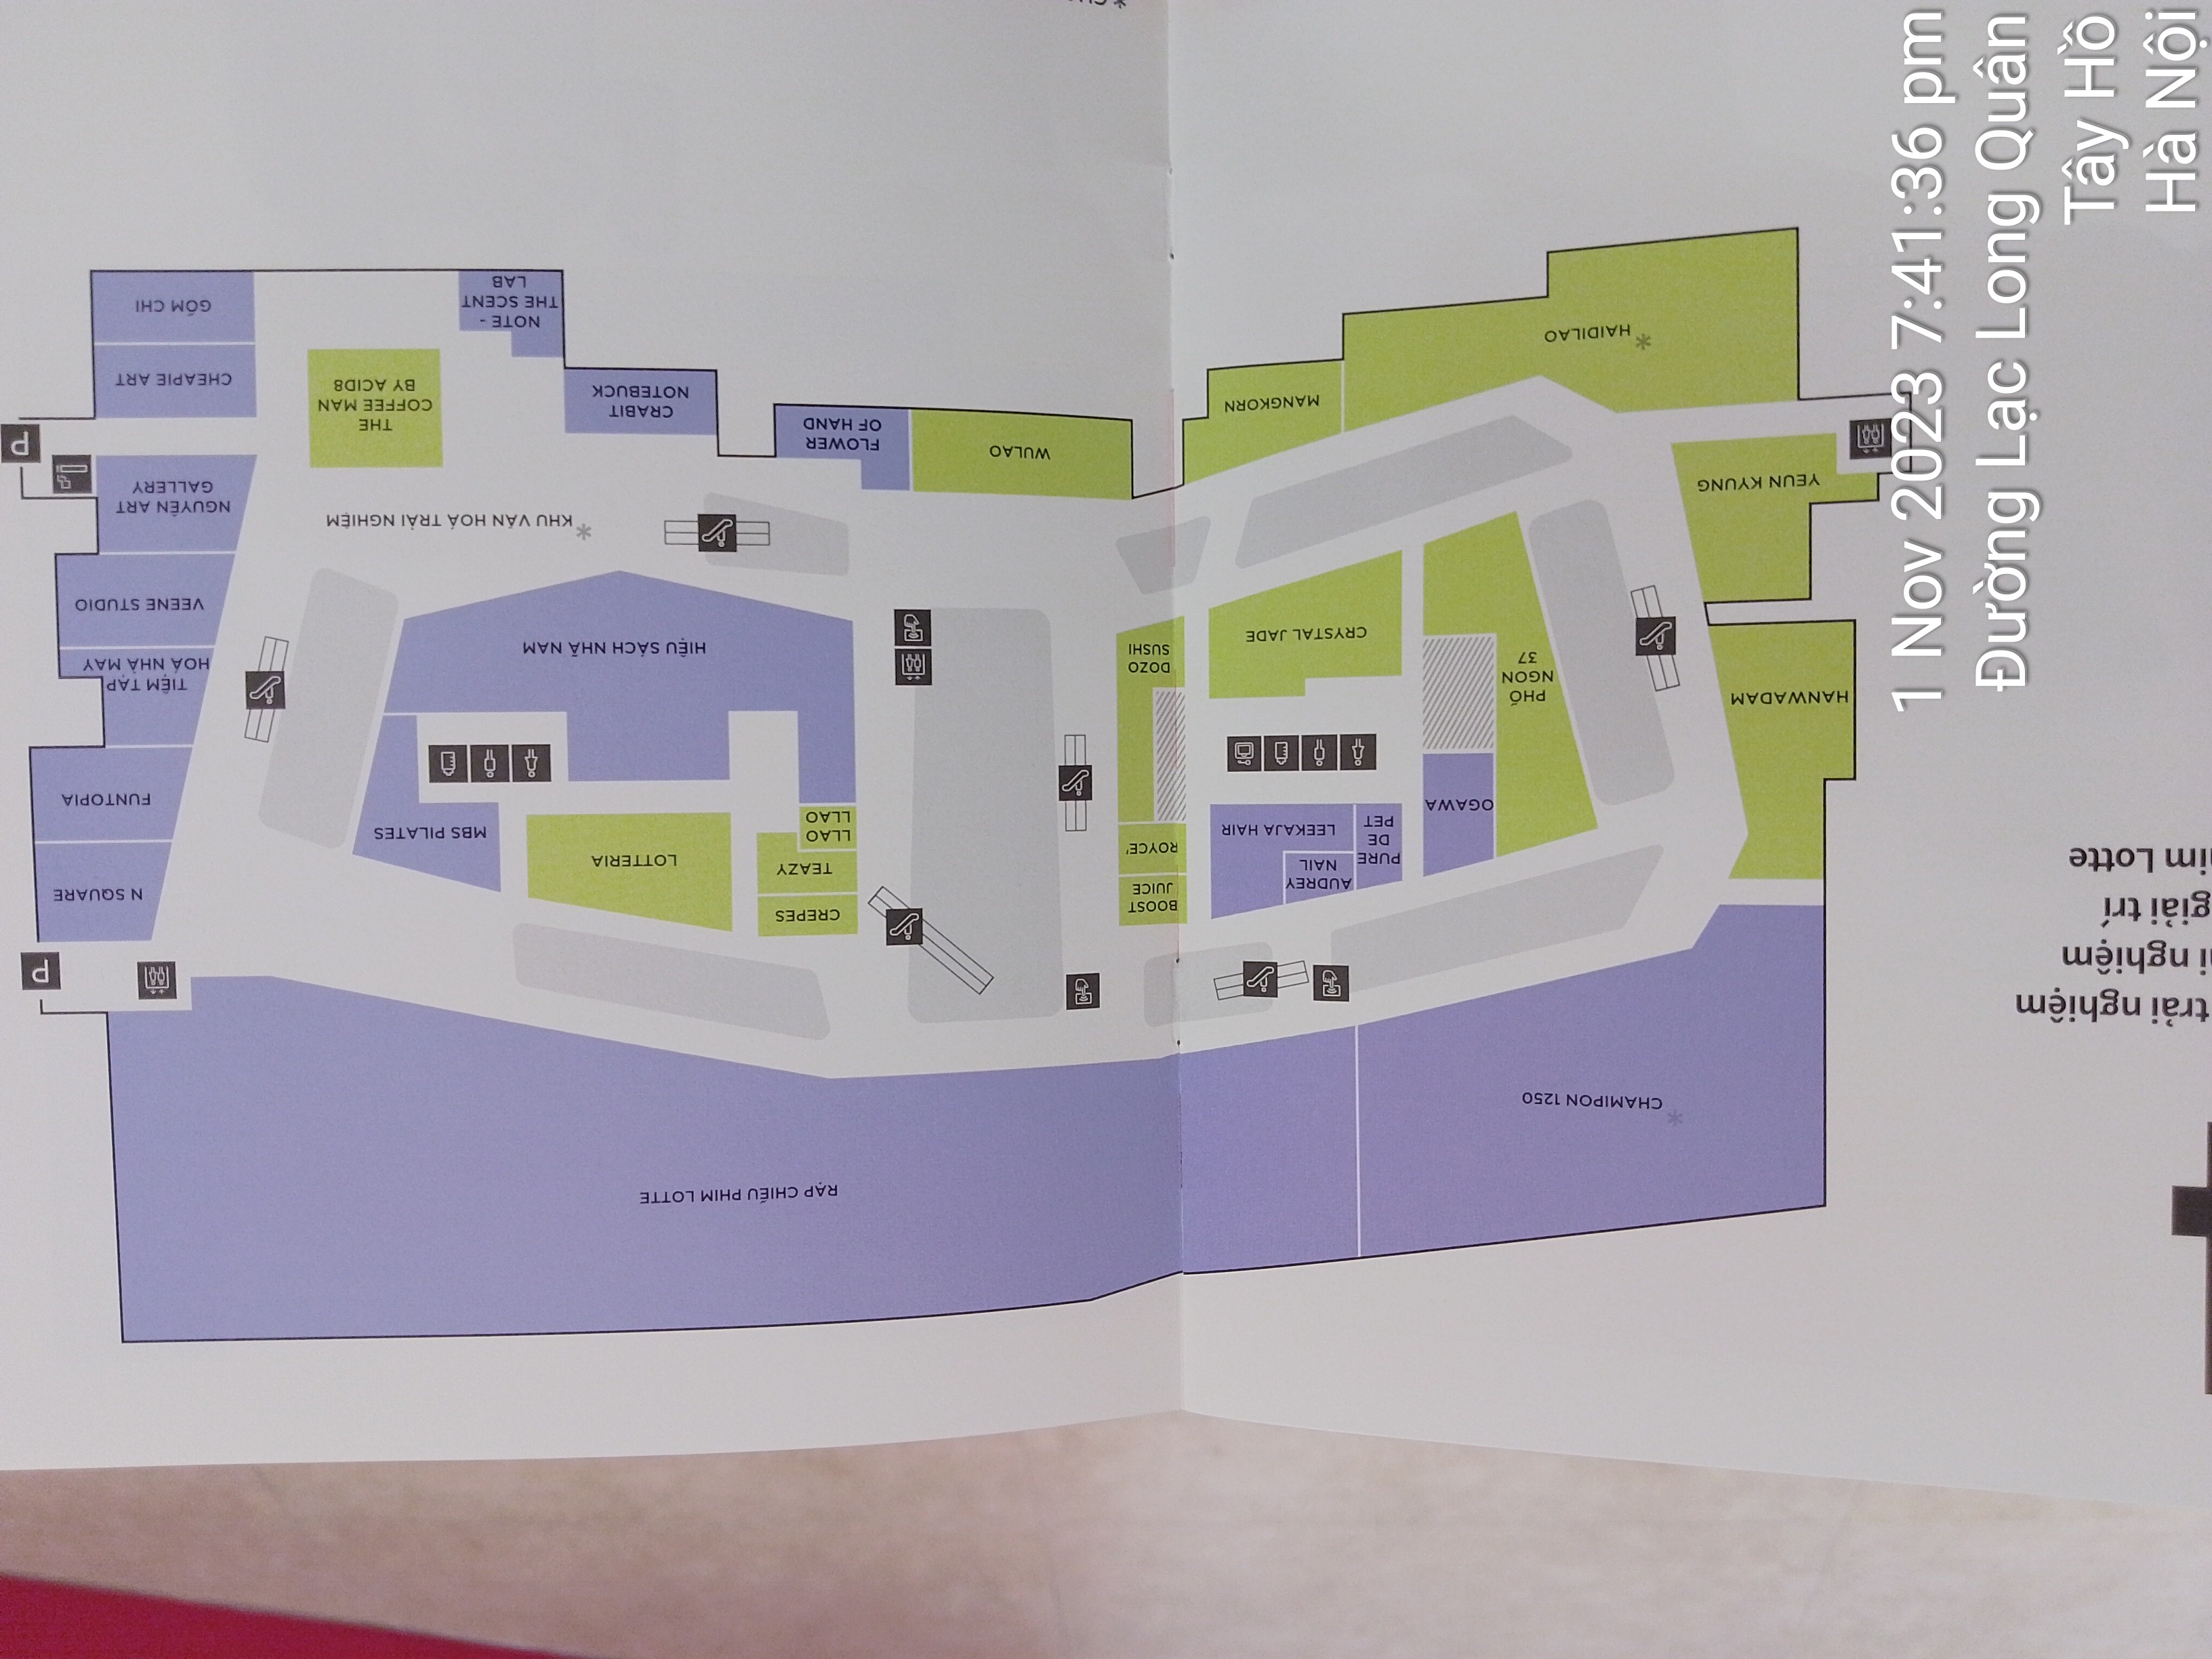 RẠP CHIẾU PHIM LOTTE
* CHAMIPON 1250
P
N SQUARE
FUNTOPIA
TIỆM TẠP
HOÁ NHÀ MAY
VEENE STUDIO
NGUYÊN ART
GALLERY
P
CHEAPIE ART
GỐM CHI
MBS PILATES
LOTTERIA
CREPES
TEAZY
LLAO
LLAO
HIỆU SÁCH NHÃ NAM
* KHU VĂN HOÁ TRẢI NGHIỆM
THE
COFFEE MAN
BY ACID8
NOTE -
THE SCENT
LAB
CRABIT
NOTEBUCK
FLOWER
OF HAND
WULAO
BOOST
JUICE
ROYCE'
DOZO
SUSHI
LEEKAJA HAIR
AUDREY
NAIL
PURE
DE
PET
CRYSTAL JADE
OGAWA
PHỐ
NGON
37
MANGKORN
* HAIDILAO
HANWADAM
YEUN KYUNG
trải nghiệm
i nghiệm
giải trí
im Lotte
1 Nov 2023 7:41:36 pm
Đường Lạc Long Quân
Tây Hồ
Hà Nội